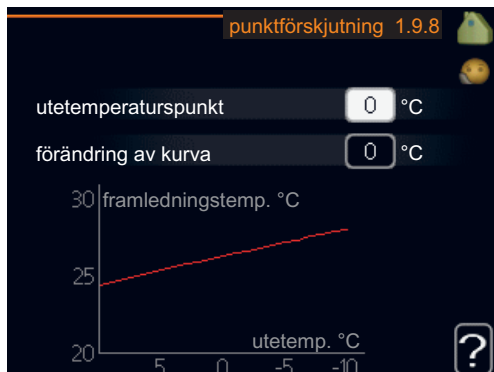 punktförskjutning 1.9.8
utetemperaturspunkt 0 °C
förändring av kurva 0 °C
30 framledningstemp. °C
25
utetemp. °C
20
5 0 -5 -10
?